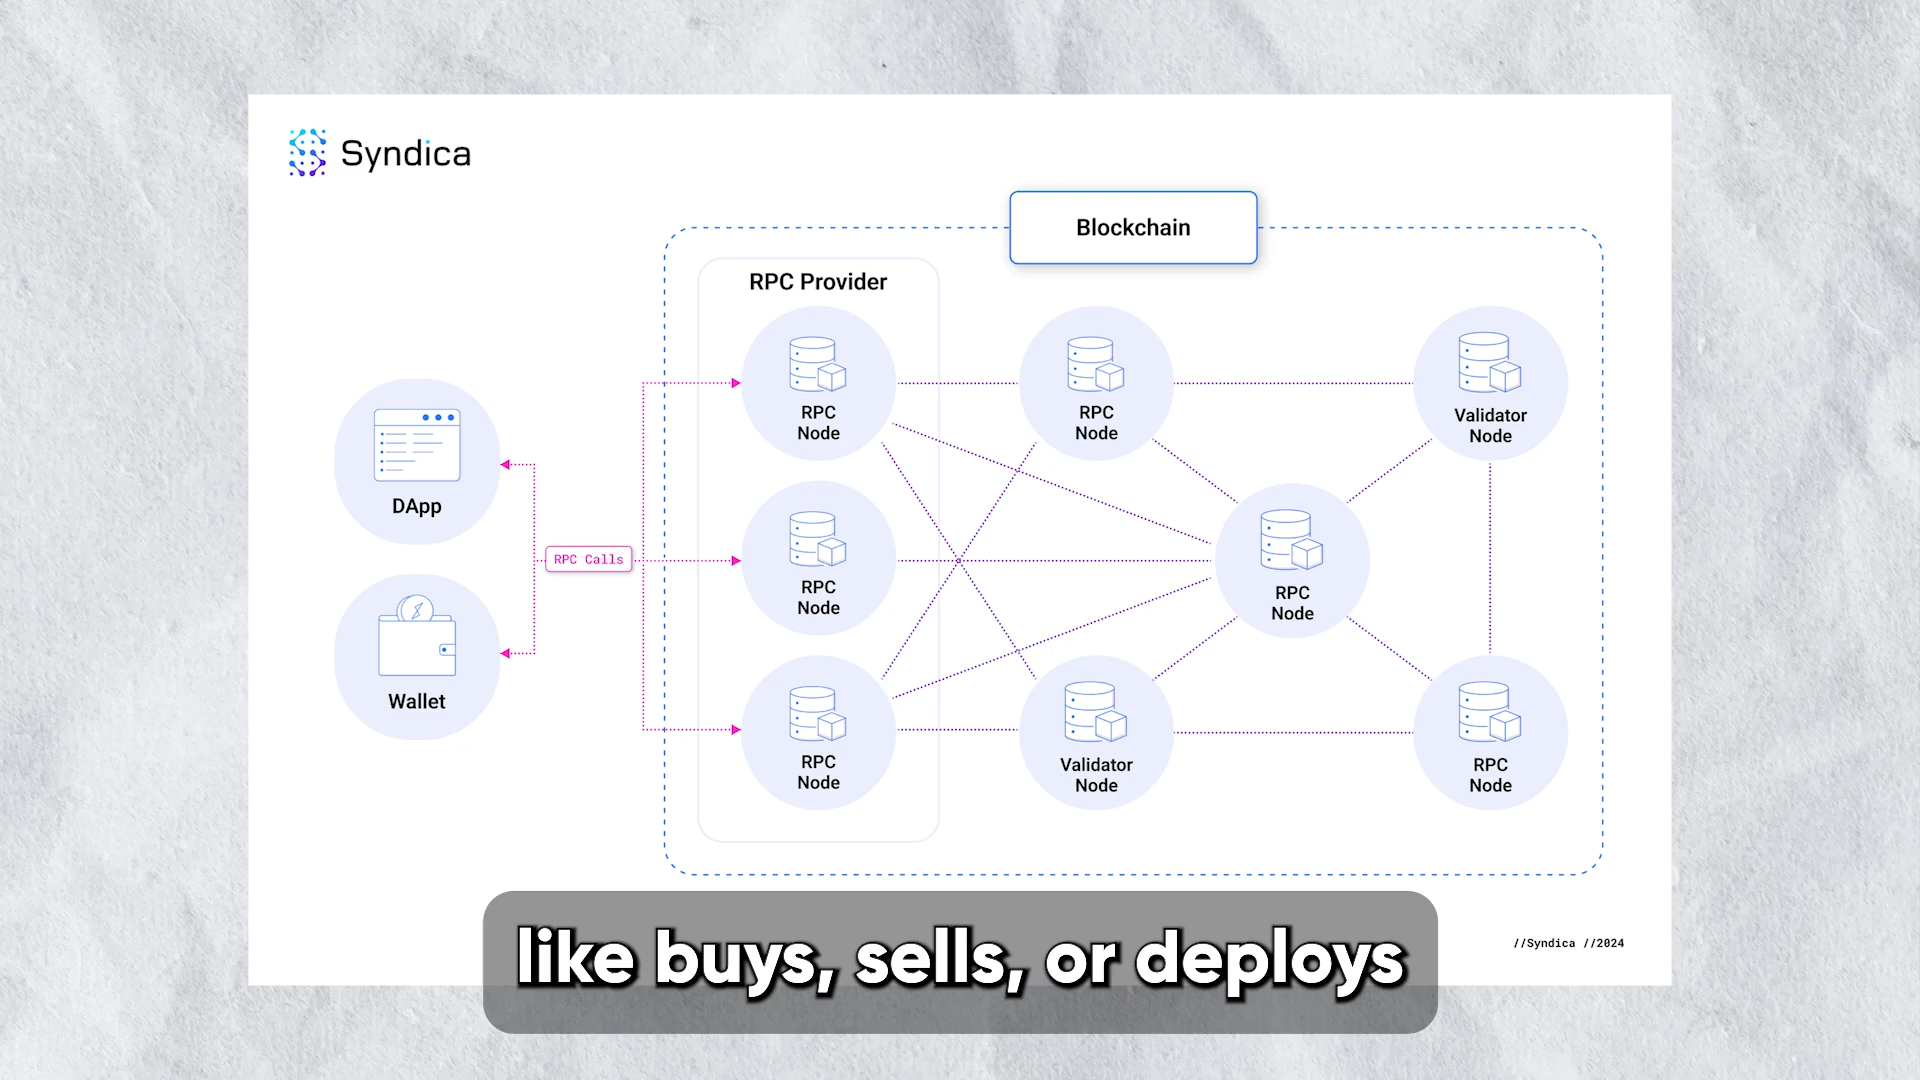 Syndica
Blockchain
RPC Provider
RPC
Node
RPC
Node
Validator
Node
DApp
RPC Calls
RPC
Node
RPC
Node
Wallet
RPC
Node
Validator
Node
RPC
Node
//Syndica //2024
like buys, sells, or deploys